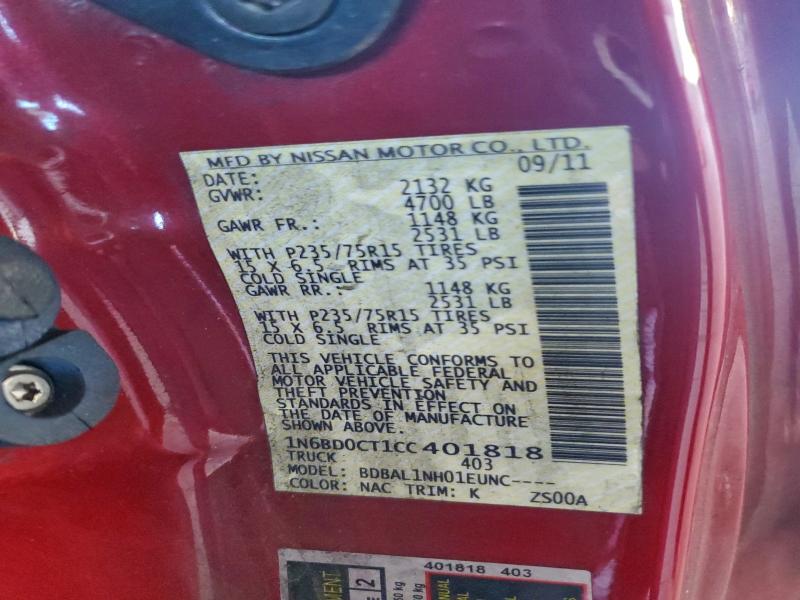 MFD BY NISSAN MOTOR CO., LTD.
DATE: 09/11
GVWR: 2132 KG
4700 LB
GAWR FR.: 1148 KG
2531 LB
WITH P235/75R15 TIRES
15 X 6.5 RIMS AT 35 PSI
COLD SINGLE
GAWR RR.: 1148 KG
2531 LB
WITH P235/75R15 TIRES
15 X 6.5 RIMS AT 35 PSI
COLD SINGLE
THIS VEHICLE CONFORMS TO
ALL APPLICABLE FEDERAL
MOTOR VEHICLE SAFETY AND
THEFT PREVENTION
STANDARDS IN EFFECT ON
THE DATE OF MANUFACTURE
SHOWN ABOVE.
1N6BD0CT1CC401818
TRUCK 403
MODEL: BDBAL1NH01EUNC----
COLOR: NAC TRIM: K ZS00A
401818 403
2